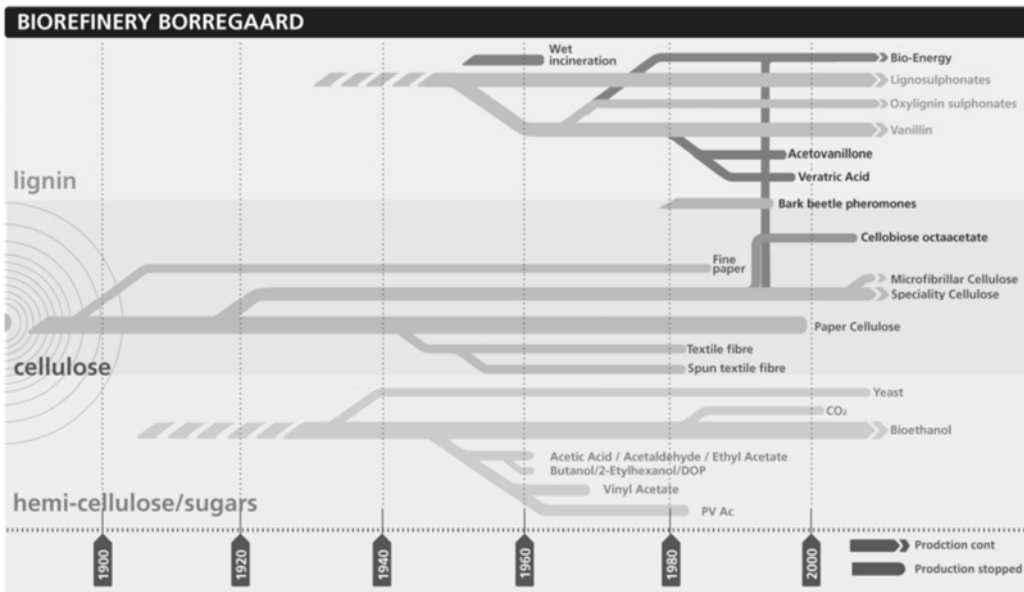 BIOREFINERY BORREGAARD
Wet
incineration
Bio-Energy
Lignosulphonates
Oxylignin sulphonates
Vanillin
Acetovanillone
Veratric Acid
lignin
Bark beetle pheromones
Cellobiose octaacetate
Fine
paper
Microfibrillar Cellulose
Speciality Cellulose
Paper Cellulose
Textile fibre
cellulose
Spun textile fibre
Yeast
CO₂
Bioethanol
Acetic Acid / Acetaldehyde / Ethyl Acetate
Butanol/2-Etylhexanol/DOP
Vinyl Acetate
hemi-cellulose/sugars
PV Ac
1900
1920
1940
1960
1980
2000
Prodction cont
Production stopped